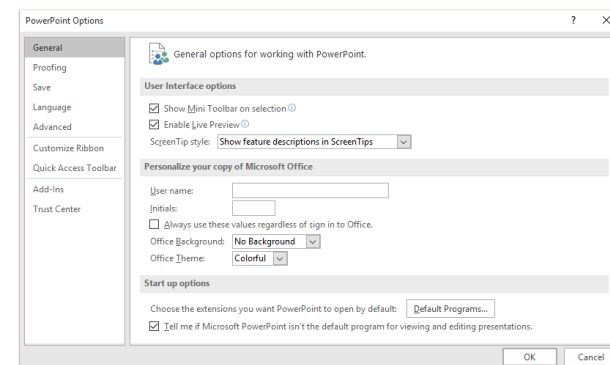 PowerPoint Options
?
General
Proofing
Save
Language
Advanced
Customize Ribbon
Quick Access Toolbar
Add-Ins
Trust Center
General options for working with PowerPoint.
User Interface options
Show Mini Toolbar on selection
Enable Live Preview
ScreenTip style: Show feature descriptions in ScreenTips
Personalize your copy of Microsoft Office
User name:
Initials:
Always use these values regardless of sign in to Office.
Office Background: No Background
Office Theme: Colorful
Start up options
Choose the extensions you want PowerPoint to open by default: Default Programs...
Tell me if Microsoft PowerPoint isn't the default program for viewing and editing presentations.
OK Cancel